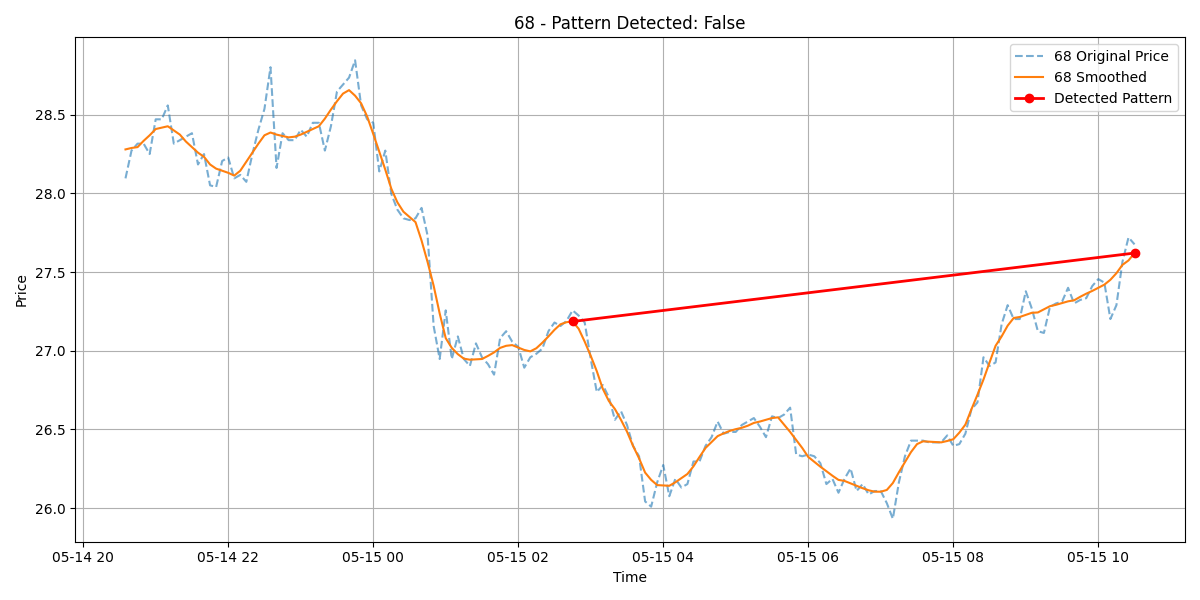 68 - Pattern Detected: False
68 Original Price
68 Smoothed
Detected Pattern
Price
28.5
28.0
27.5
27.0
26.5
26.0
05-14 20
05-14 22
05-15 00
05-15 02
05-15 04
05-15 06
05-15 08
05-15 10
Time